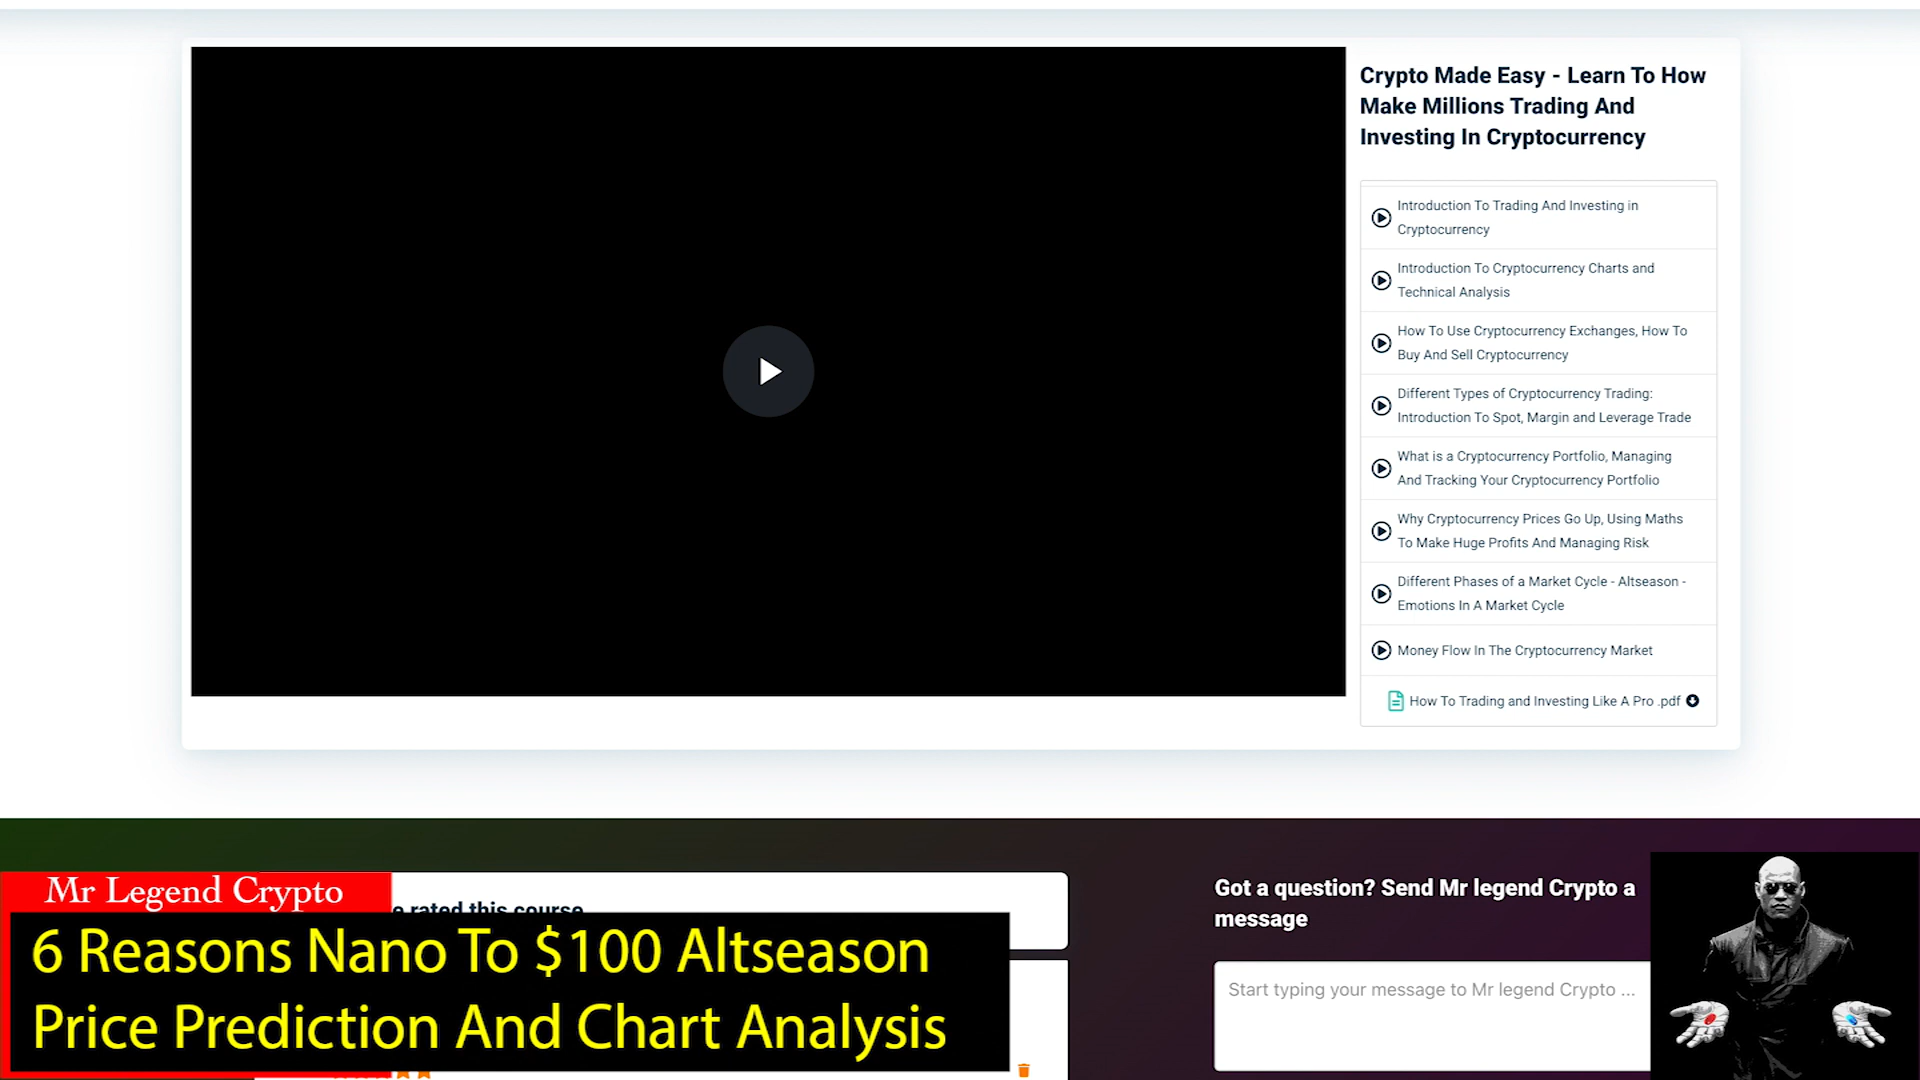 Crypto Made Easy - Learn To How
Make Millions Trading And
Investing In Cryptocurrency
Introduction To Trading And Investing in
Cryptocurrency
Introduction To Cryptocurrency Charts and
Technical Analysis
How To Use Cryptocurrency Exchanges, How To
Buy And Sell Cryptocurrency
Different Types of Cryptocurrency Trading:
Introduction To Spot, Margin and Leverage Trade
What is a Cryptocurrency Portfolio, Managing
And Tracking Your Cryptocurrency Portfolio
Why Cryptocurrency Prices Go Up, Using Maths
To Make Huge Profits And Managing Risk
Different Phases of a Market Cycle - Altseason -
Emotions In A Market Cycle
Money Flow In The Cryptocurrency Market
How To Trading and Investing Like A Pro .pdf
Mr Legend Crypto
rated this course
6 Reasons Nano To $100 Altseason
Price Prediction And Chart Analysis
Got a question? Send Mr legend Crypto a
message
Start typing your message to Mr legend Crypto ...